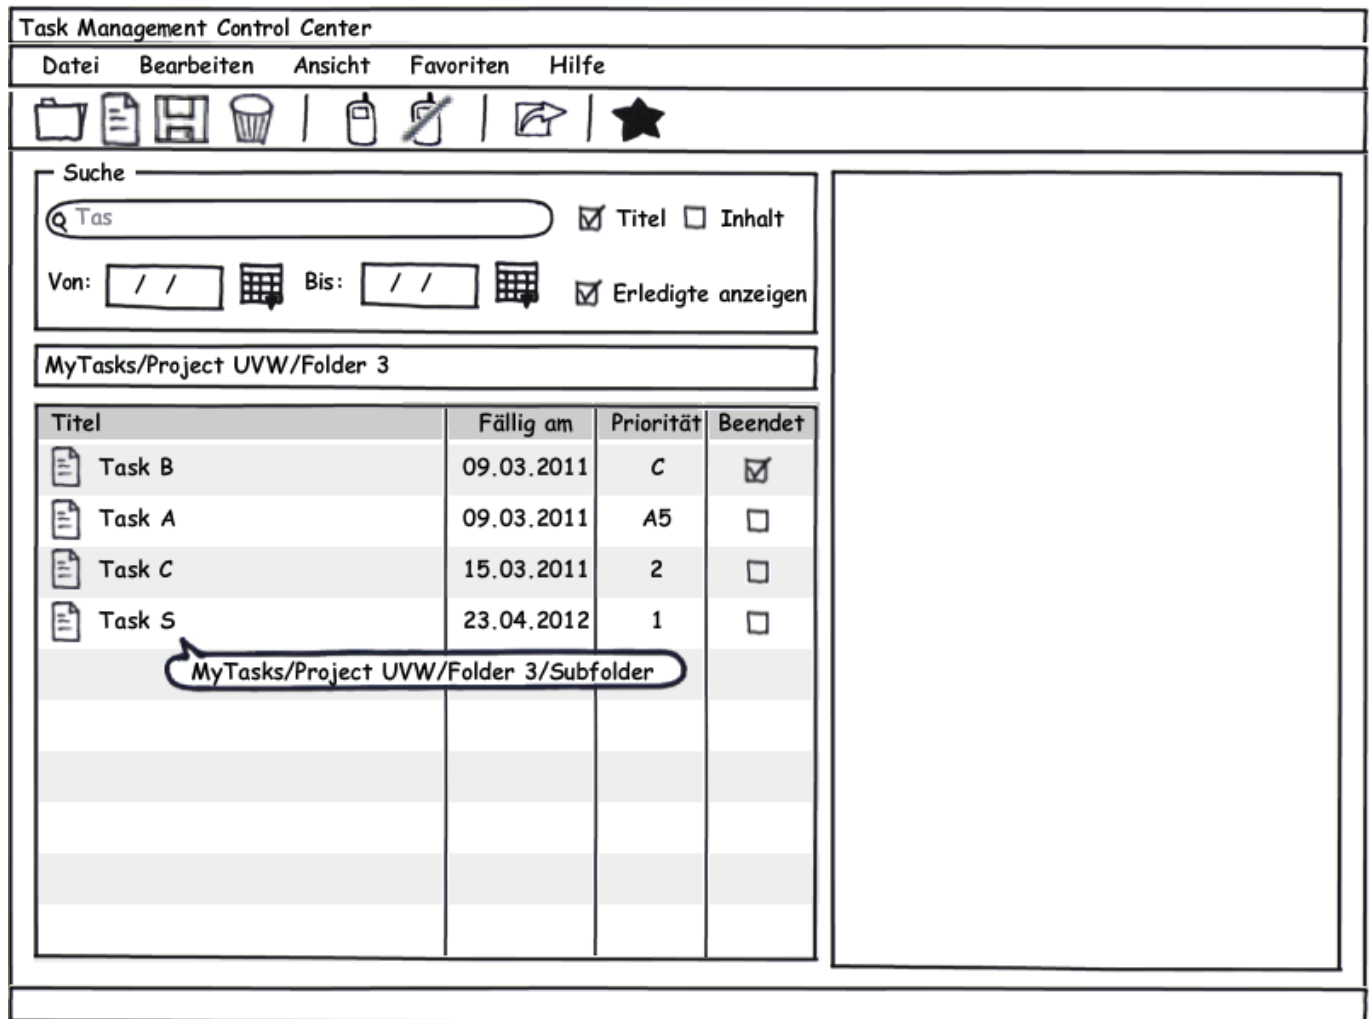 Task Management Control Center
Datei Bearbeiten Ansicht Favoriten Hilfe
Suche
Tas
Titel Inhalt
Von: / / Bis: / / Erledigte anzeigen
MyTasks/Project UVW/Folder 3
Titel Fällig am Priorität Beendet
Task B 09.03.2011 C
Task A 09.03.2011 A5
Task C 15.03.2011 2
Task S 23.04.2012 1
MyTasks/Project UVW/Folder 3/Subfolder